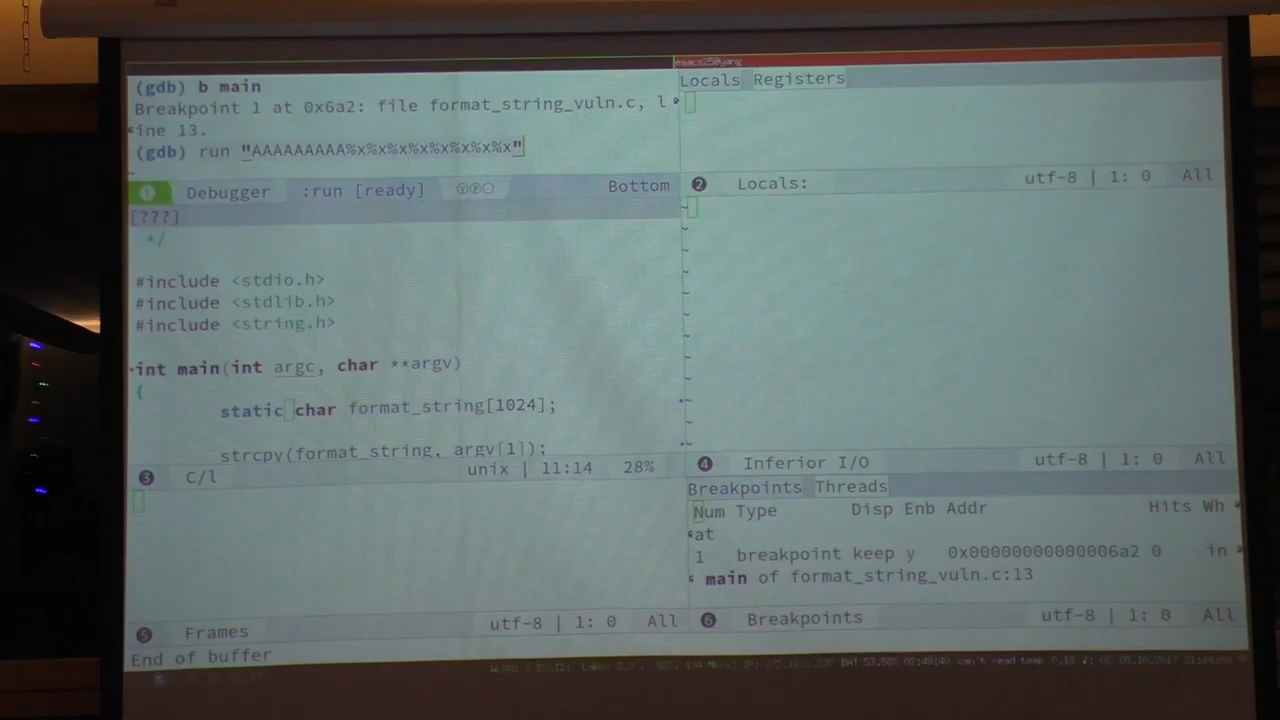 (gdb) b main
Breakpoint 1 at 0x6a2: file format_string_vuln.c, l
ine 13.
(gdb) run "AAAAAAAAA%x%x%x%x%x%x%x%x%x"
1 Debugger :run [ready] Bottom
[???]
*/
#include <stdio.h>
#include <stdlib.h>
#include <string.h>
int main(int argc, char **argv)
{
static char format_string[1024];
strcpy(format_string, argv[1]);
3 C/l unix | 11:14 28%
5 Frames utf-8 | 1: 0 All
End of buffer
Locals Registers
2 Locals: utf-8 | 1: 0 All
~
~
~
~
~
~
~
~
~
~
~
~
4 Inferior I/O utf-8 | 1: 0 All
Breakpoints Threads
Num Type Disp Enb Addr Hits Wh
at
1 breakpoint keep y 0x00000000000006a2 0 in
main of format_string_vuln.c:13
6 Breakpoints utf-8 | 1: 0 All